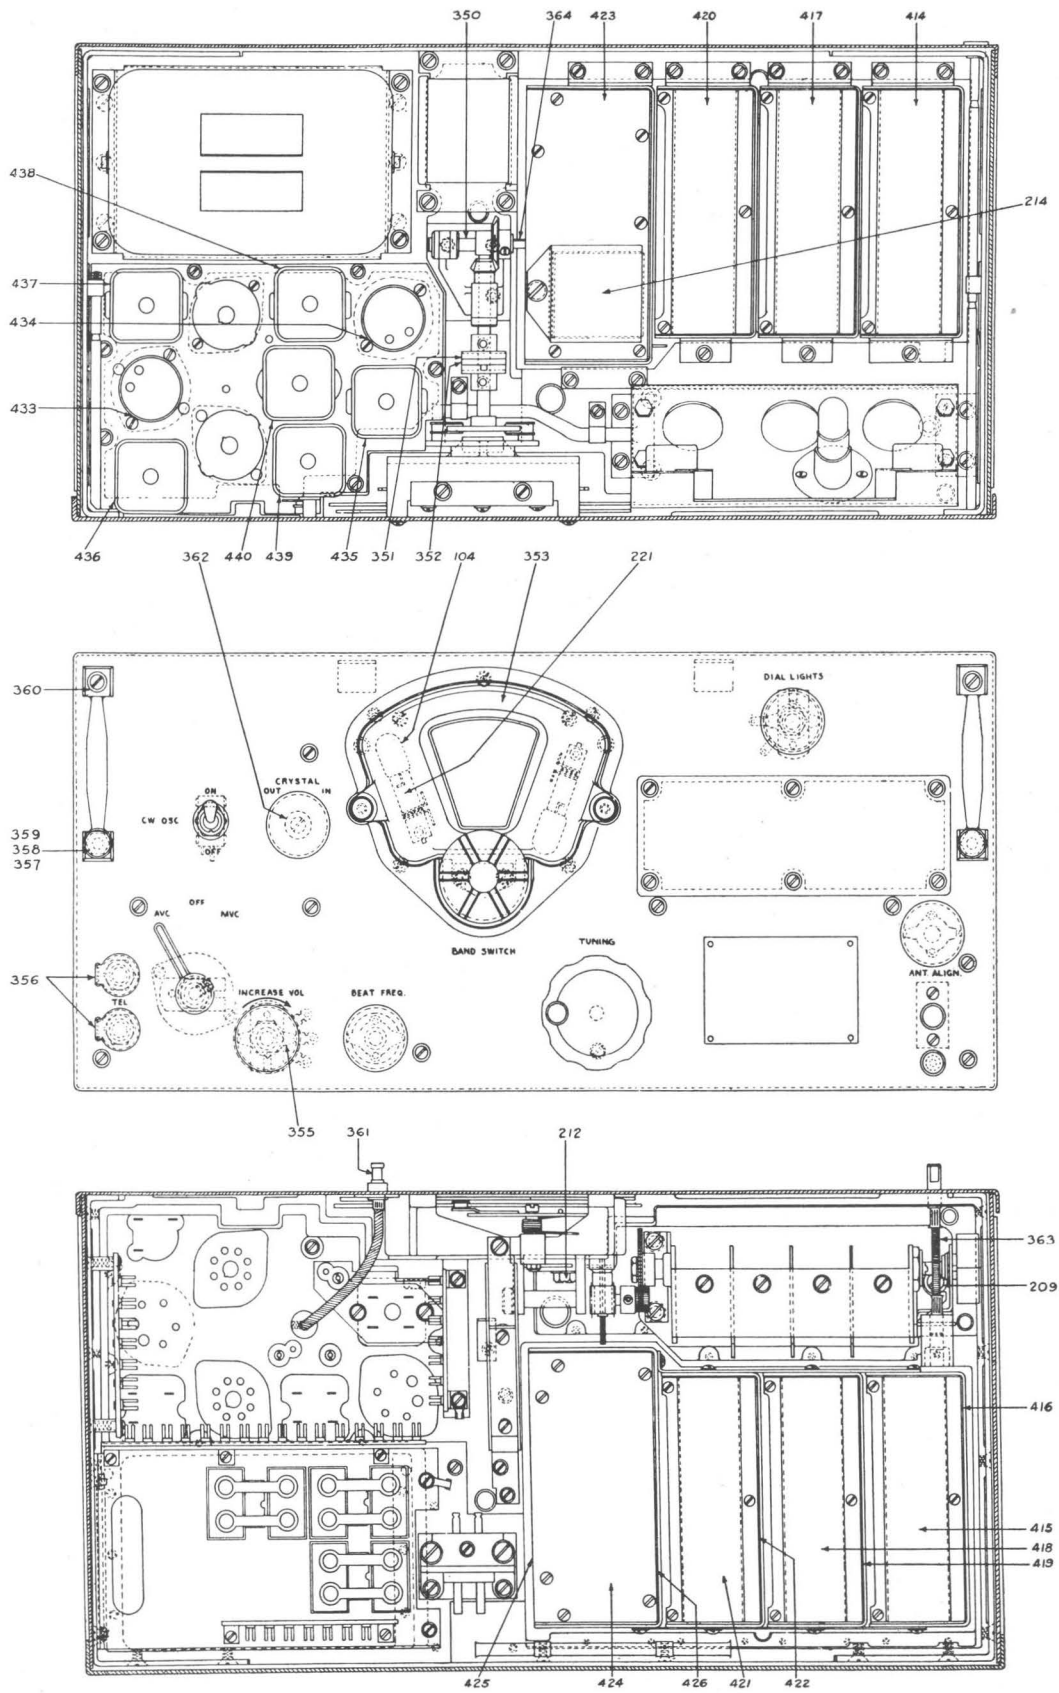 350 364 423 420 417 414
438
214
437
434
433
436 362 440 439 435 351 352 104 353 221
360
DIAL LIGHTS
CRYSTAL
OUT IN
ON
CW OSC
OFF
359
358
357
OFF
AVC MVC
BAND SWITCH
TUNING
ANT. ALIGN.
356
TEL
INCREASE VOL
BEAT FREQ.
355 361 212
363
209
416
415
418
419
425 424 426 421 422